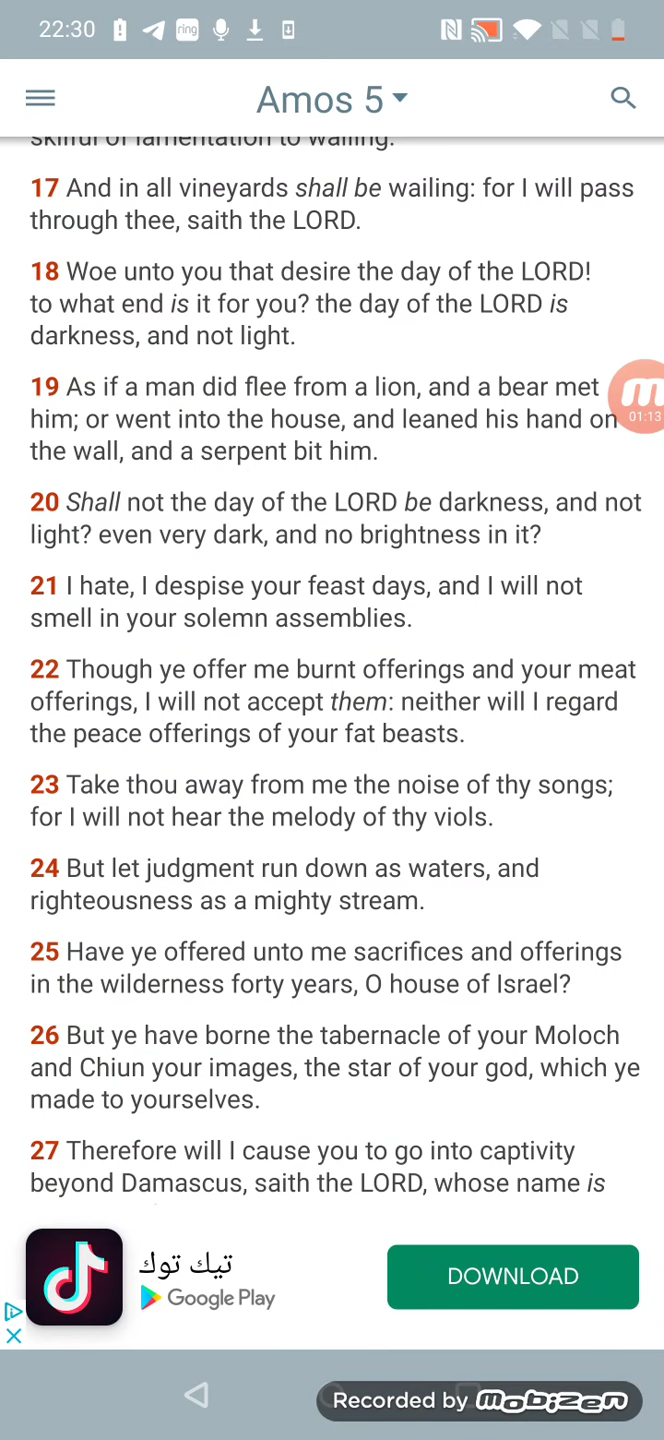 22:30
ring
Amos 5
skilful of lamentation to wailing.
17 And in all vineyards shall be wailing: for I will pass
through thee, saith the LORD.
18 Woe unto you that desire the day of the LORD!
to what end is it for you? the day of the LORD is
darkness, and not light.
19 As if a man did flee from a lion, and a bear met
him; or went into the house, and leaned his hand on
the wall, and a serpent bit him.
01:13
20 Shall not the day of the LORD be darkness, and not
light? even very dark, and no brightness in it?
21 I hate, I despise your feast days, and I will not
smell in your solemn assemblies.
22 Though ye offer me burnt offerings and your meat
offerings, I will not accept them: neither will I regard
the peace offerings of your fat beasts.
23 Take thou away from me the noise of thy songs;
for I will not hear the melody of thy viols.
24 But let judgment run down as waters, and
righteousness as a mighty stream.
25 Have ye offered unto me sacrifices and offerings
in the wilderness forty years, O house of Israel?
26 But ye have borne the tabernacle of your Moloch
and Chiun your images, the star of your god, which ye
made to yourselves.
27 Therefore will I cause you to go into captivity
beyond Damascus, saith the LORD, whose name is
تيك توك
Google Play
DOWNLOAD
Recorded by mobizen